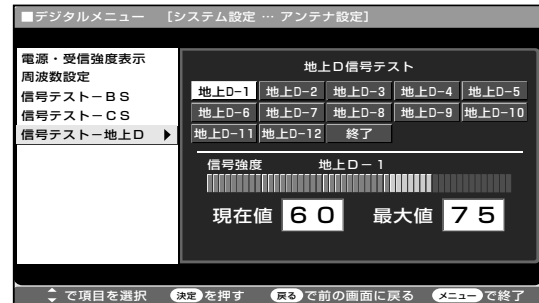 ■デジタルメニュー　[システム設定 … アンテナ設定]
電源・受信強度表示
周波数設定
信号テスト－ＢＳ
信号テスト－ＣＳ
信号テスト－地上Ｄ ▶
地上Ｄ信号テスト
地上D−1 地上D−2 地上D−3 地上D−4 地上D−5
地上D−6 地上D−7 地上D−8 地上D−9 地上D−10
地上D−11 地上D−12 終了
信号強度　地上Ｄ－１
現在値 ６０ 最大値 ７５
で項目を選択 決定 を押す 戻る で前の画面に戻る メニュー で終了